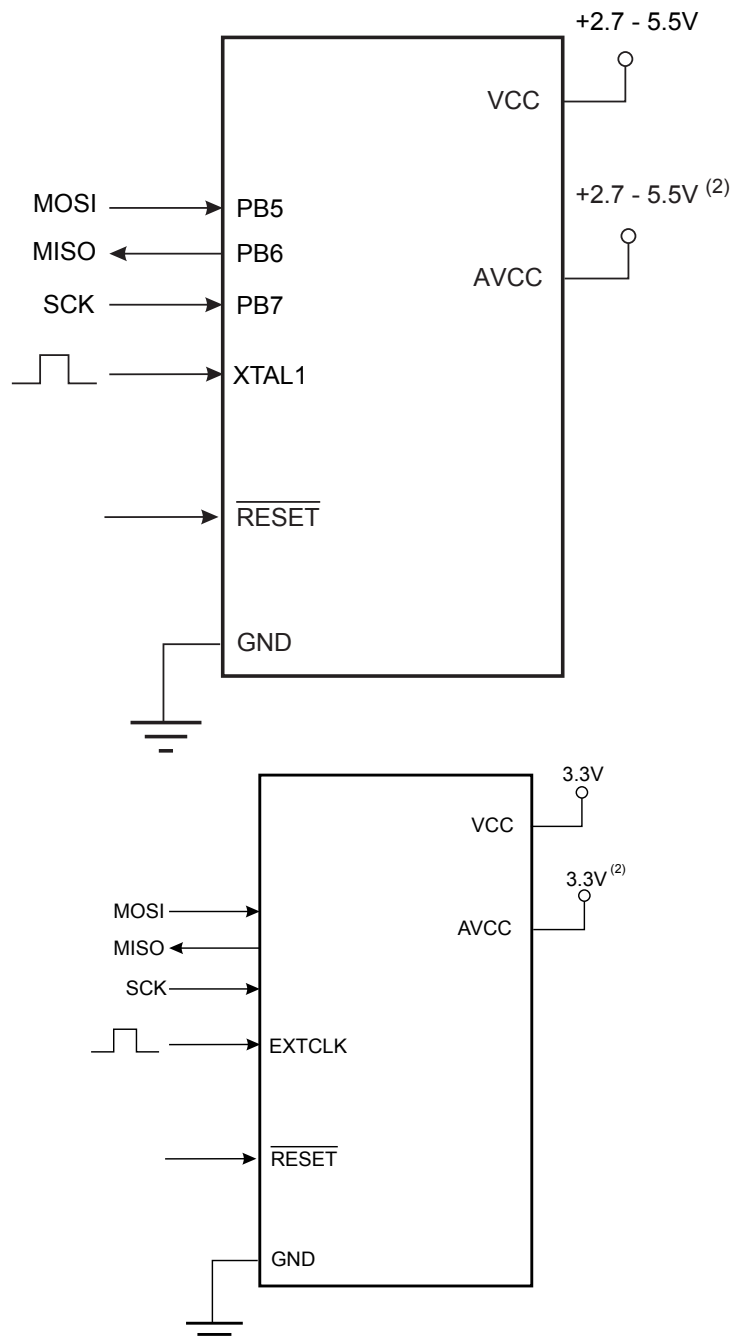 +2.7 - 5.5V
VCC
MOSI PB5
+2.7 - 5.5V (2)
MISO PB6
AVCC
SCK PB7
XTAL1
RESET
GND
3.3V
VCC
3.3V (2)
MOSI
AVCC
MISO
SCK
EXTCLK
RESET
GND